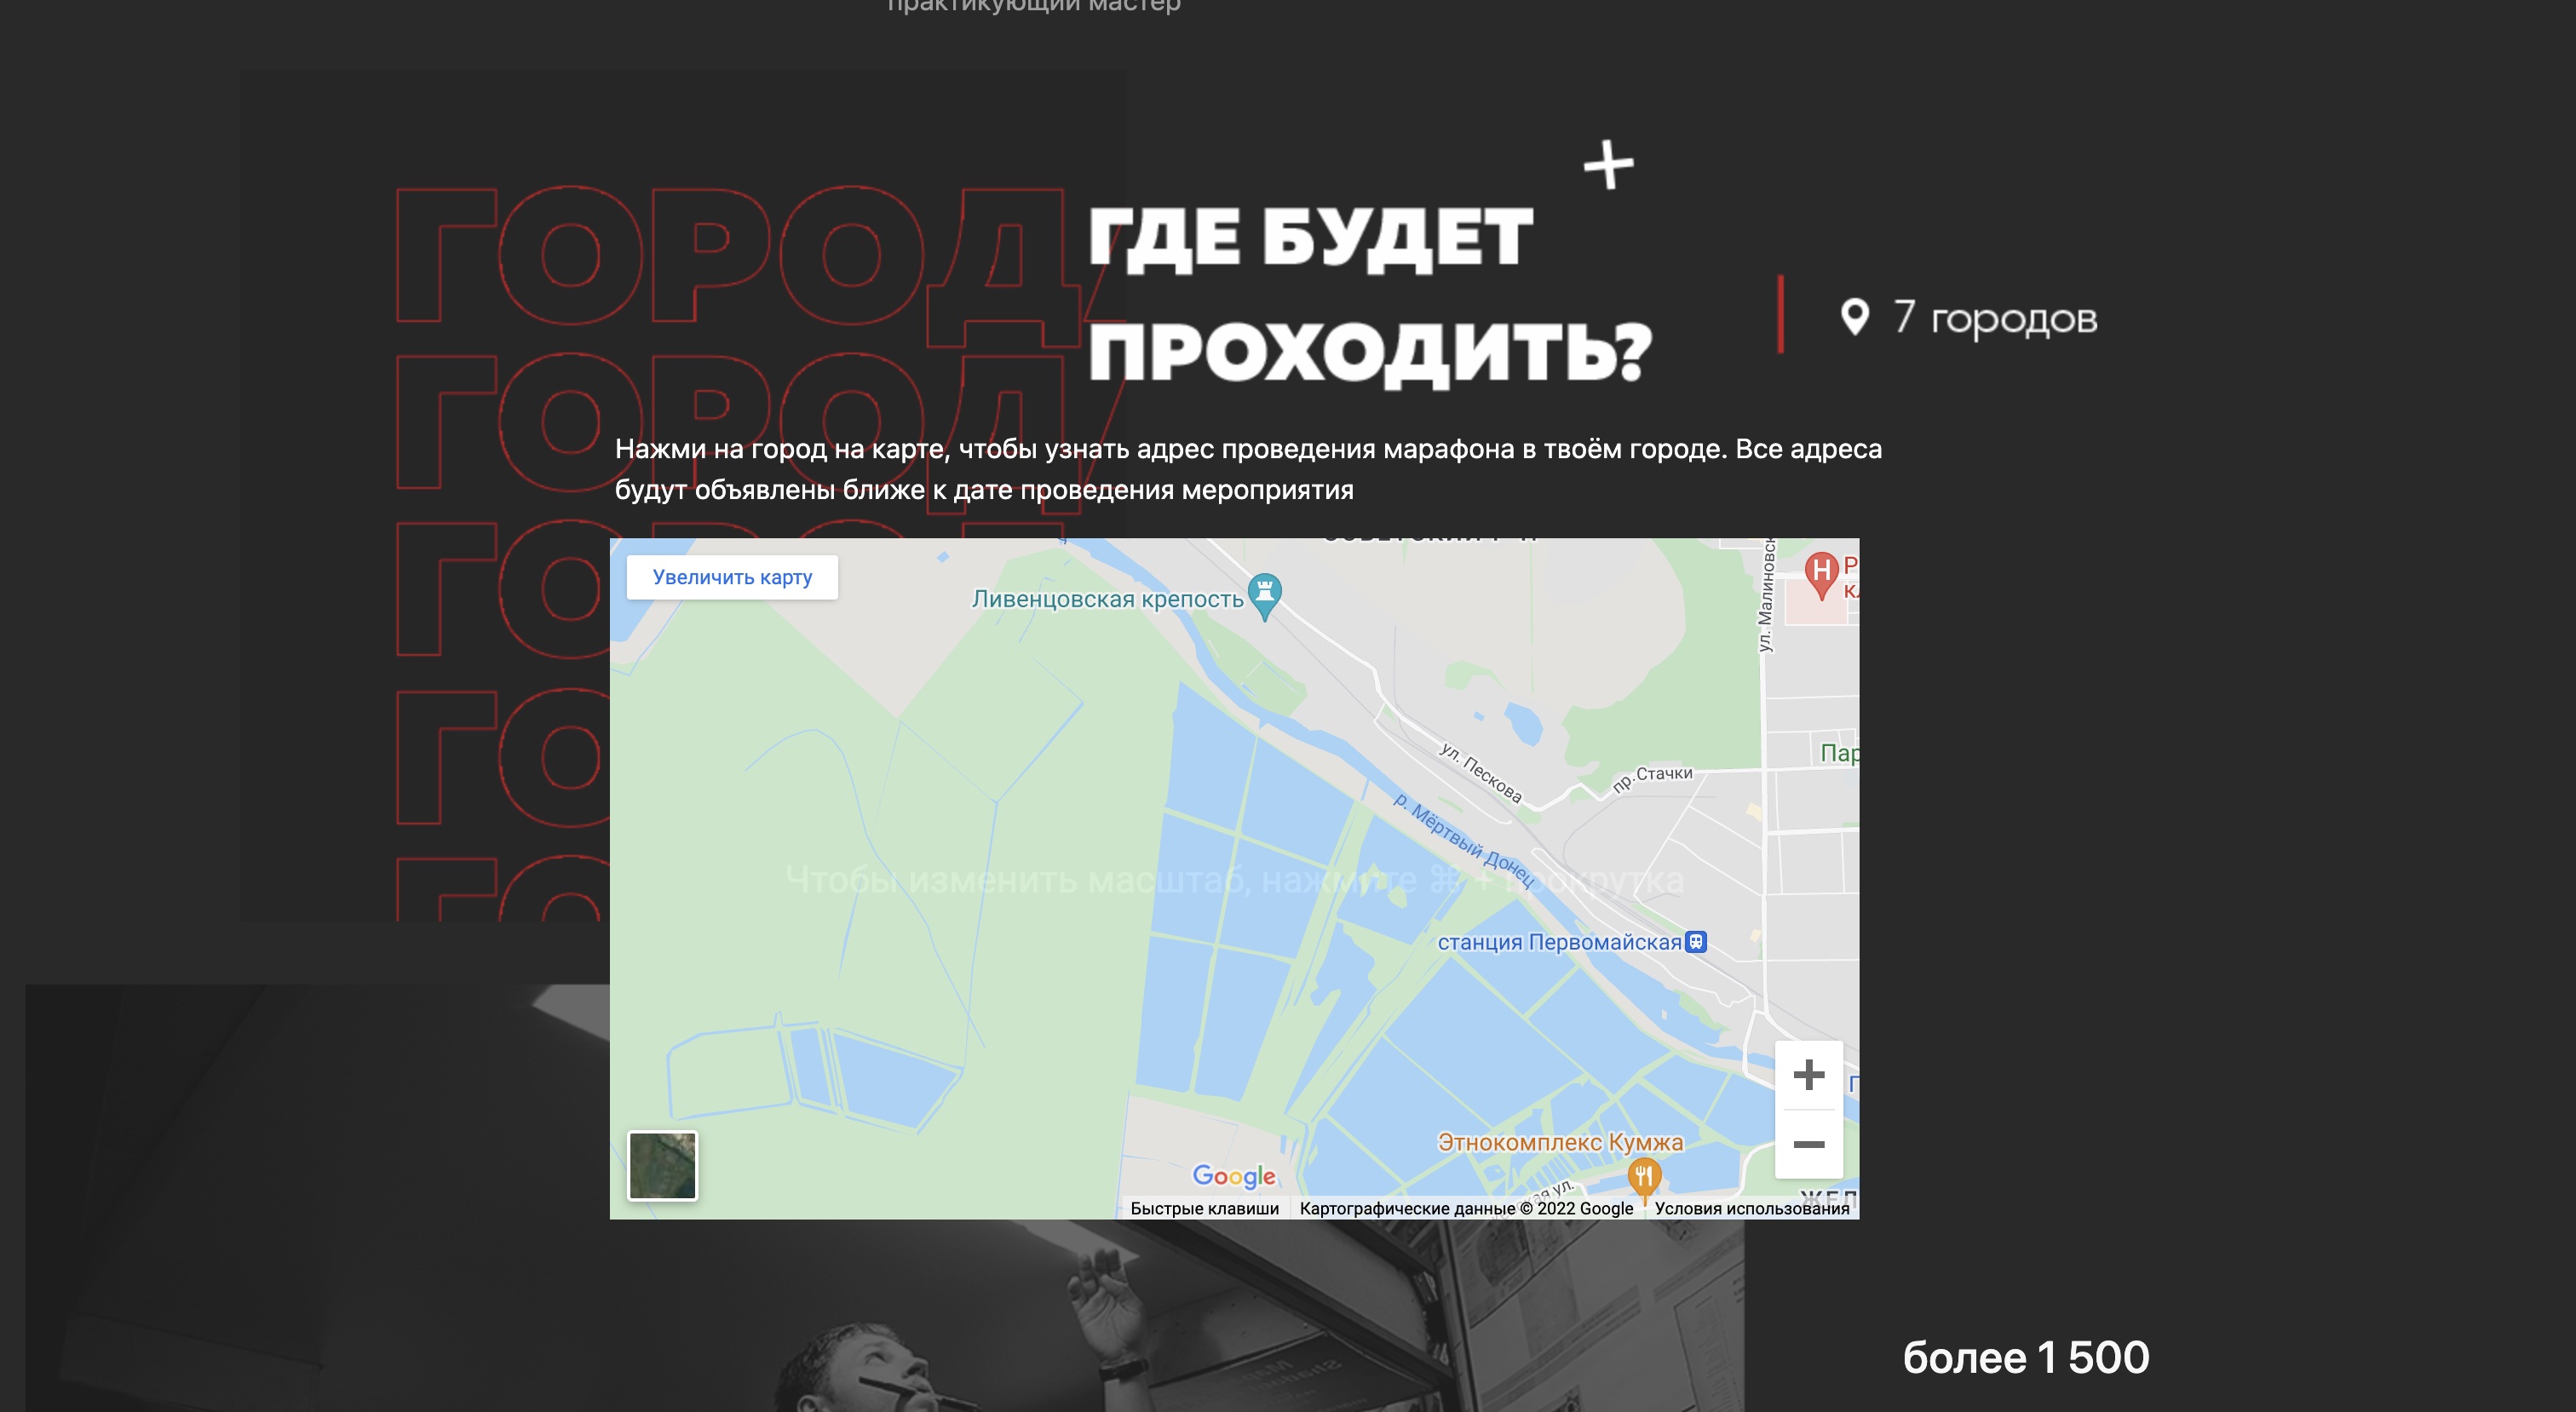 практикующий мастер
ГОРОД
ГДЕ БУДЕТ
ПРОХОДИТЬ?
7 городов
ГОРОД
Нажми на город на карте, чтобы узнать адрес проведения марафона в твоём городе. Все адреса
будут объявлены ближе к дате проведения мероприятия
Увеличить карту
Ливенцовская крепость
ул. Малиновск
H
Пар
ул. Пескова
пр. Стачки
р. Мёртвый Донец
Чтобы изменить масштаб, нажмите ⌘ + прокрутка
станция Первомайская
Этнокомплекс Кумжа
Google
ЖЕЛ
Быстрые клавиши
Картографические данные © 2022 Google
Условия использования
более 1 500